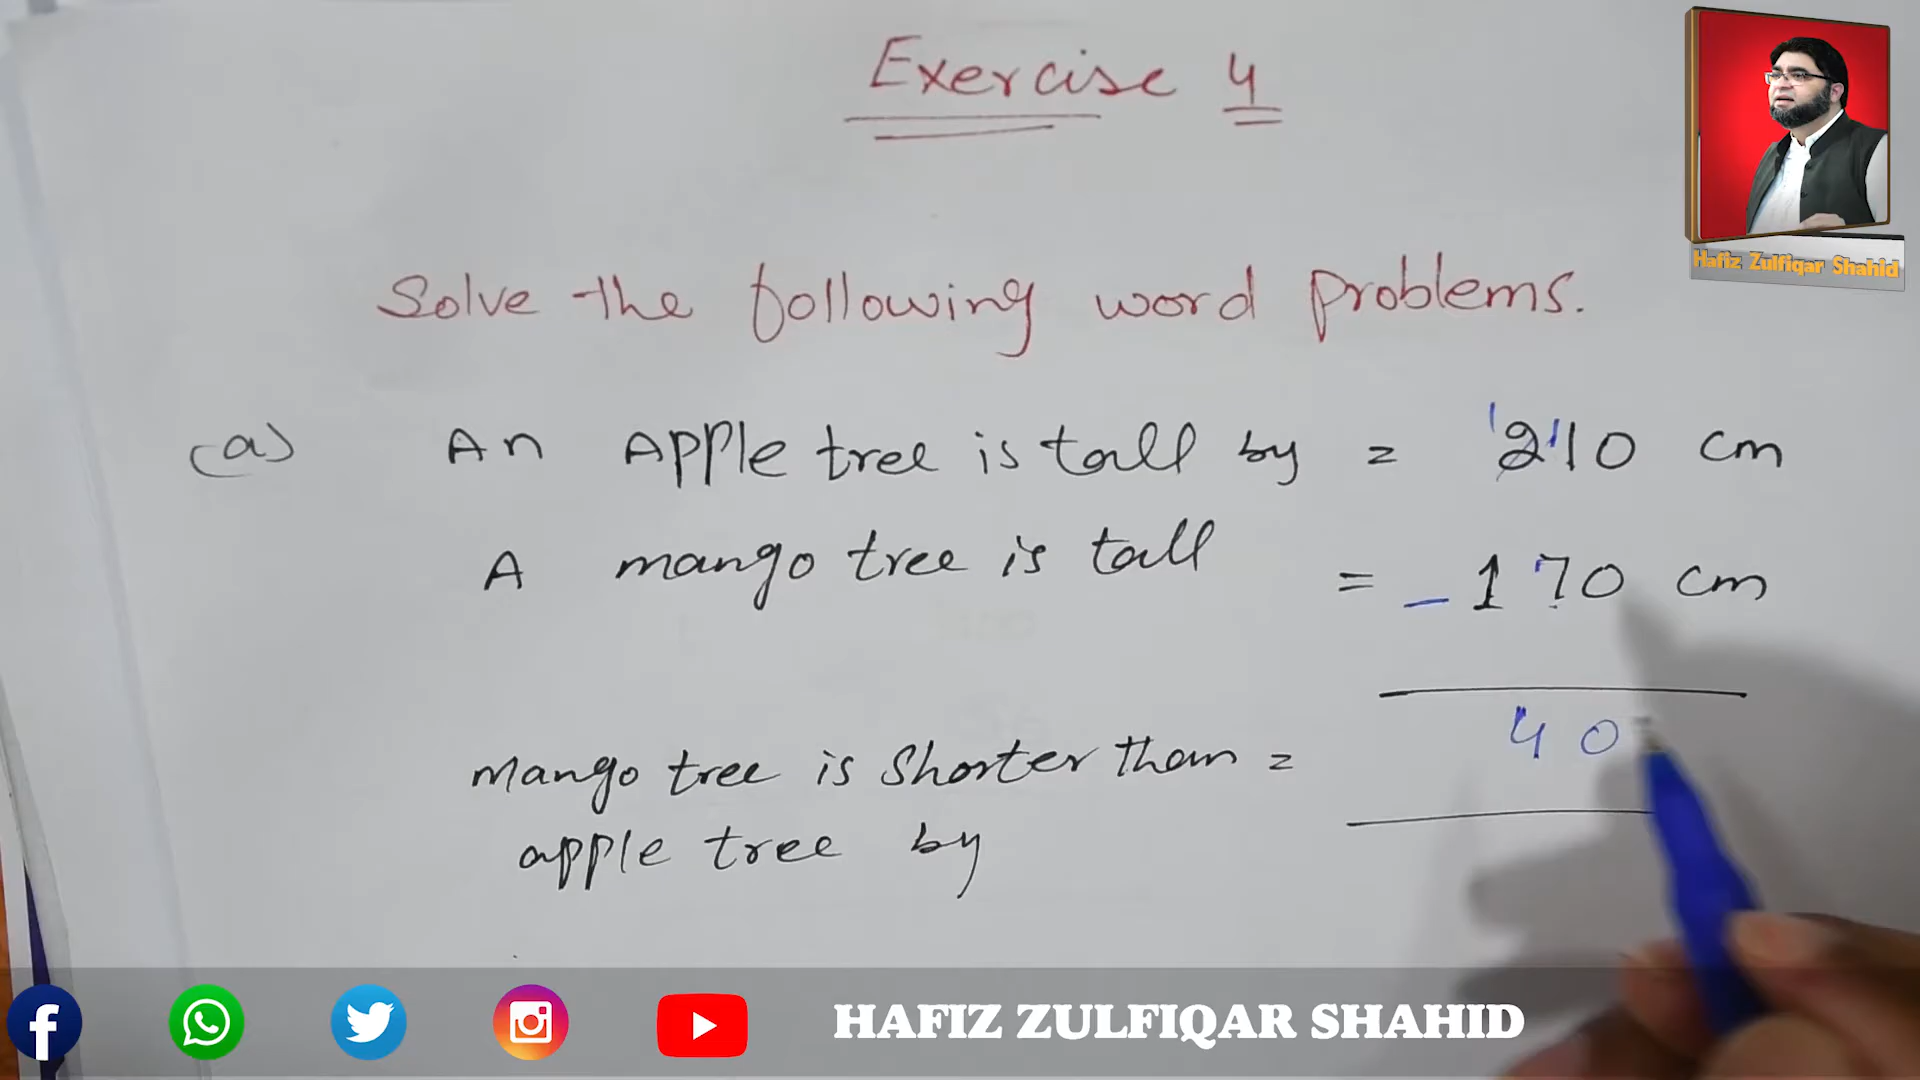 Exercise 4
Hafiz Zulfiqar Shahid
Solve the following word problems.
(a) An Apple tree is tall by = 210 cm
A mango tree is tall = - 170 cm
mango tree is shorter than = 40
apple tree by
HAFIZ ZULFIQAR SHAHID